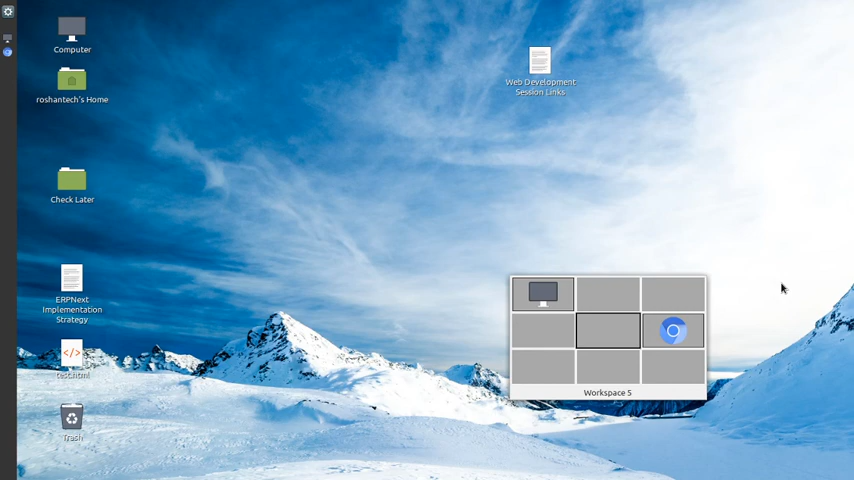 Computer
roshantech's Home
Check Later
ERPNext
Implementation
Strategy
</>
test.html
Trash
Web Development
Session Links
Workspace 5